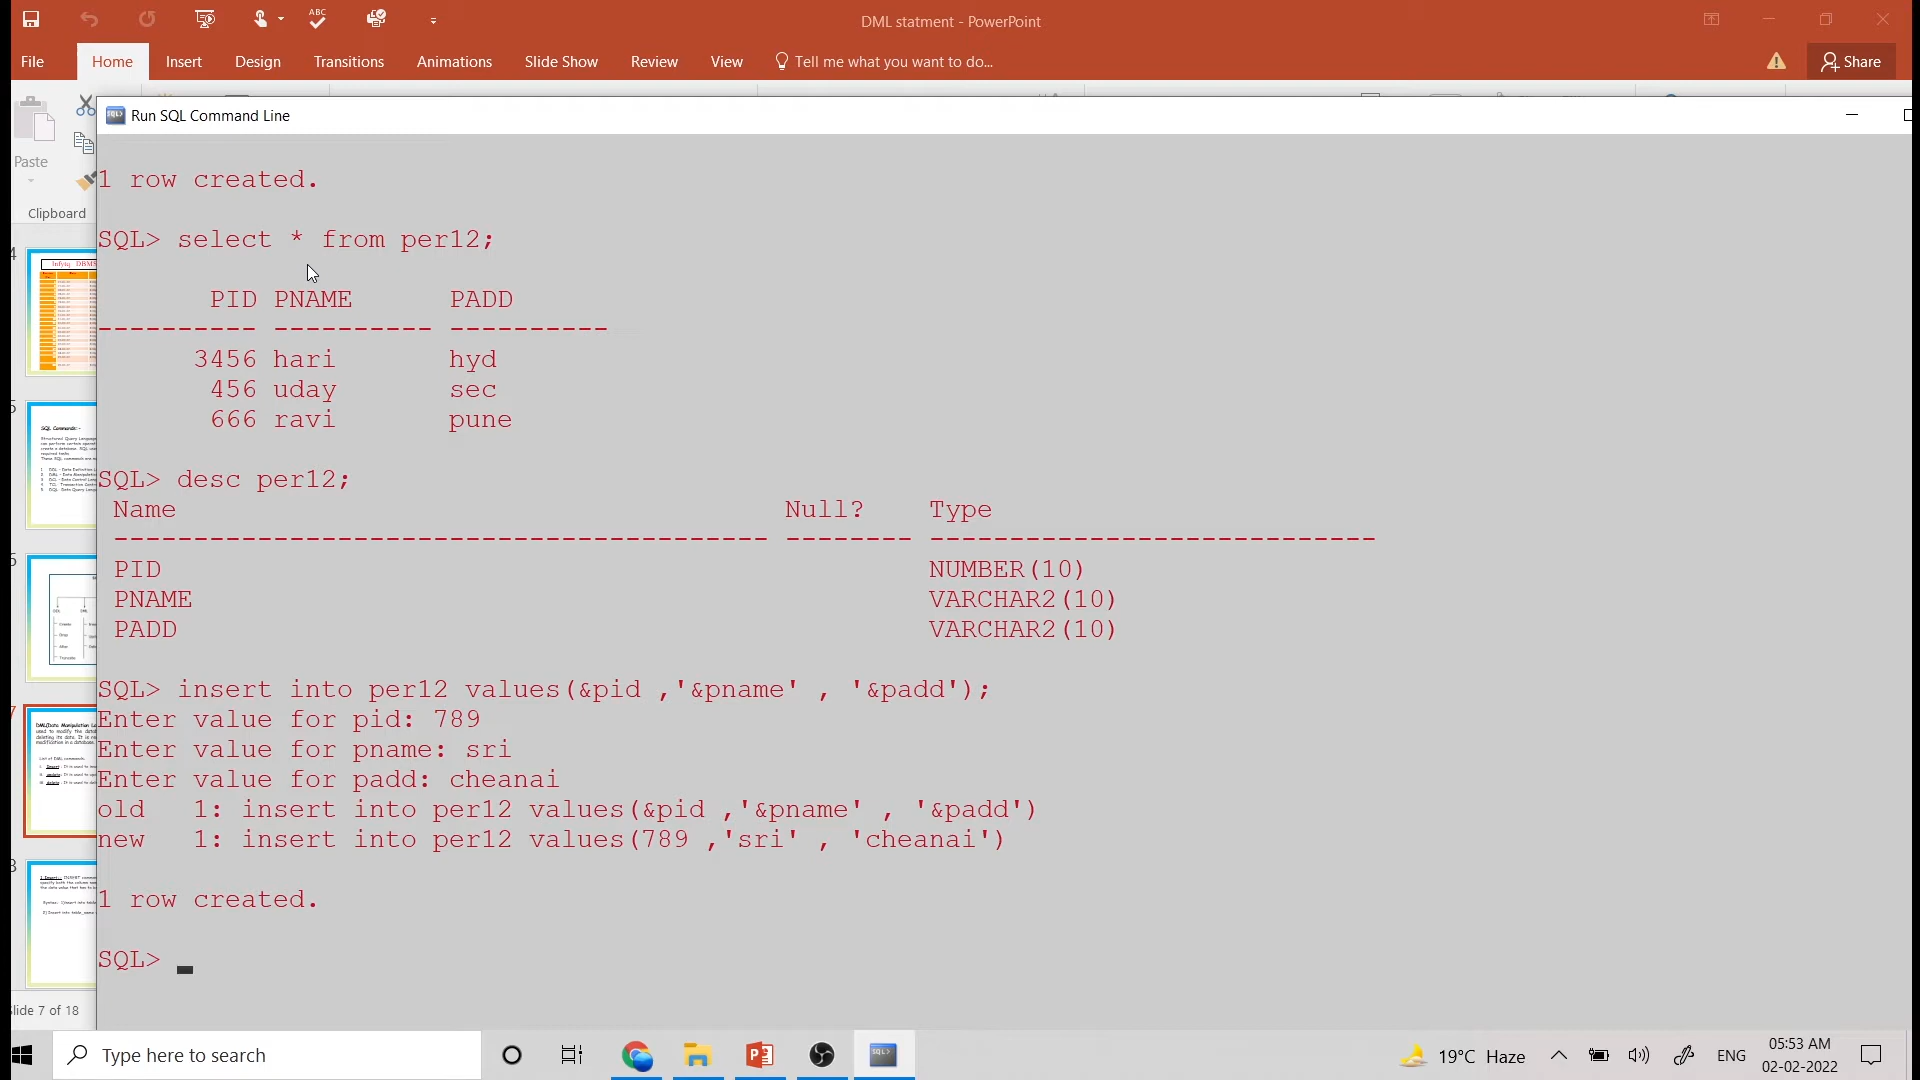 ABC
DML statment - PowerPoint
File Home Insert Design Transitions Animations Slide Show Review View Tell me what you want to do... Share
Run SQL Command Line
Paste
Clipboard
1 row created.
SQL> select * from per12;
PID PNAME PADD
---------- ---------- ----------
3456 hari hyd
456 uday sec
666 ravi pune
SQL> desc per12;
Name Null? Type
----------------------------------------- -------- ----------------------------
PID NUMBER(10)
PNAME VARCHAR2(10)
PADD VARCHAR2(10)
SQL> insert into per12 values(&pid ,'&pname' , '&padd');
Enter value for pid: 789
Enter value for pname: sri
Enter value for padd: cheanai
old 1: insert into per12 values(&pid ,'&pname' , '&padd')
new 1: insert into per12 values(789 ,'sri' , 'cheanai')
1 row created.
SQL>
SQL Commands:-
lide 7 of 18
Type here to search
19°C Haze
ENG
05:53 AM
02-02-2022